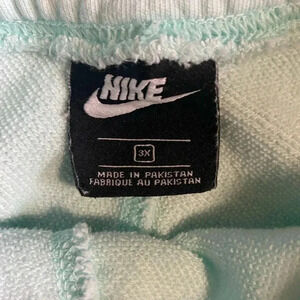 NIKE
3X
MADE IN PAKISTAN
FABRIQUE AU PAKISTAN